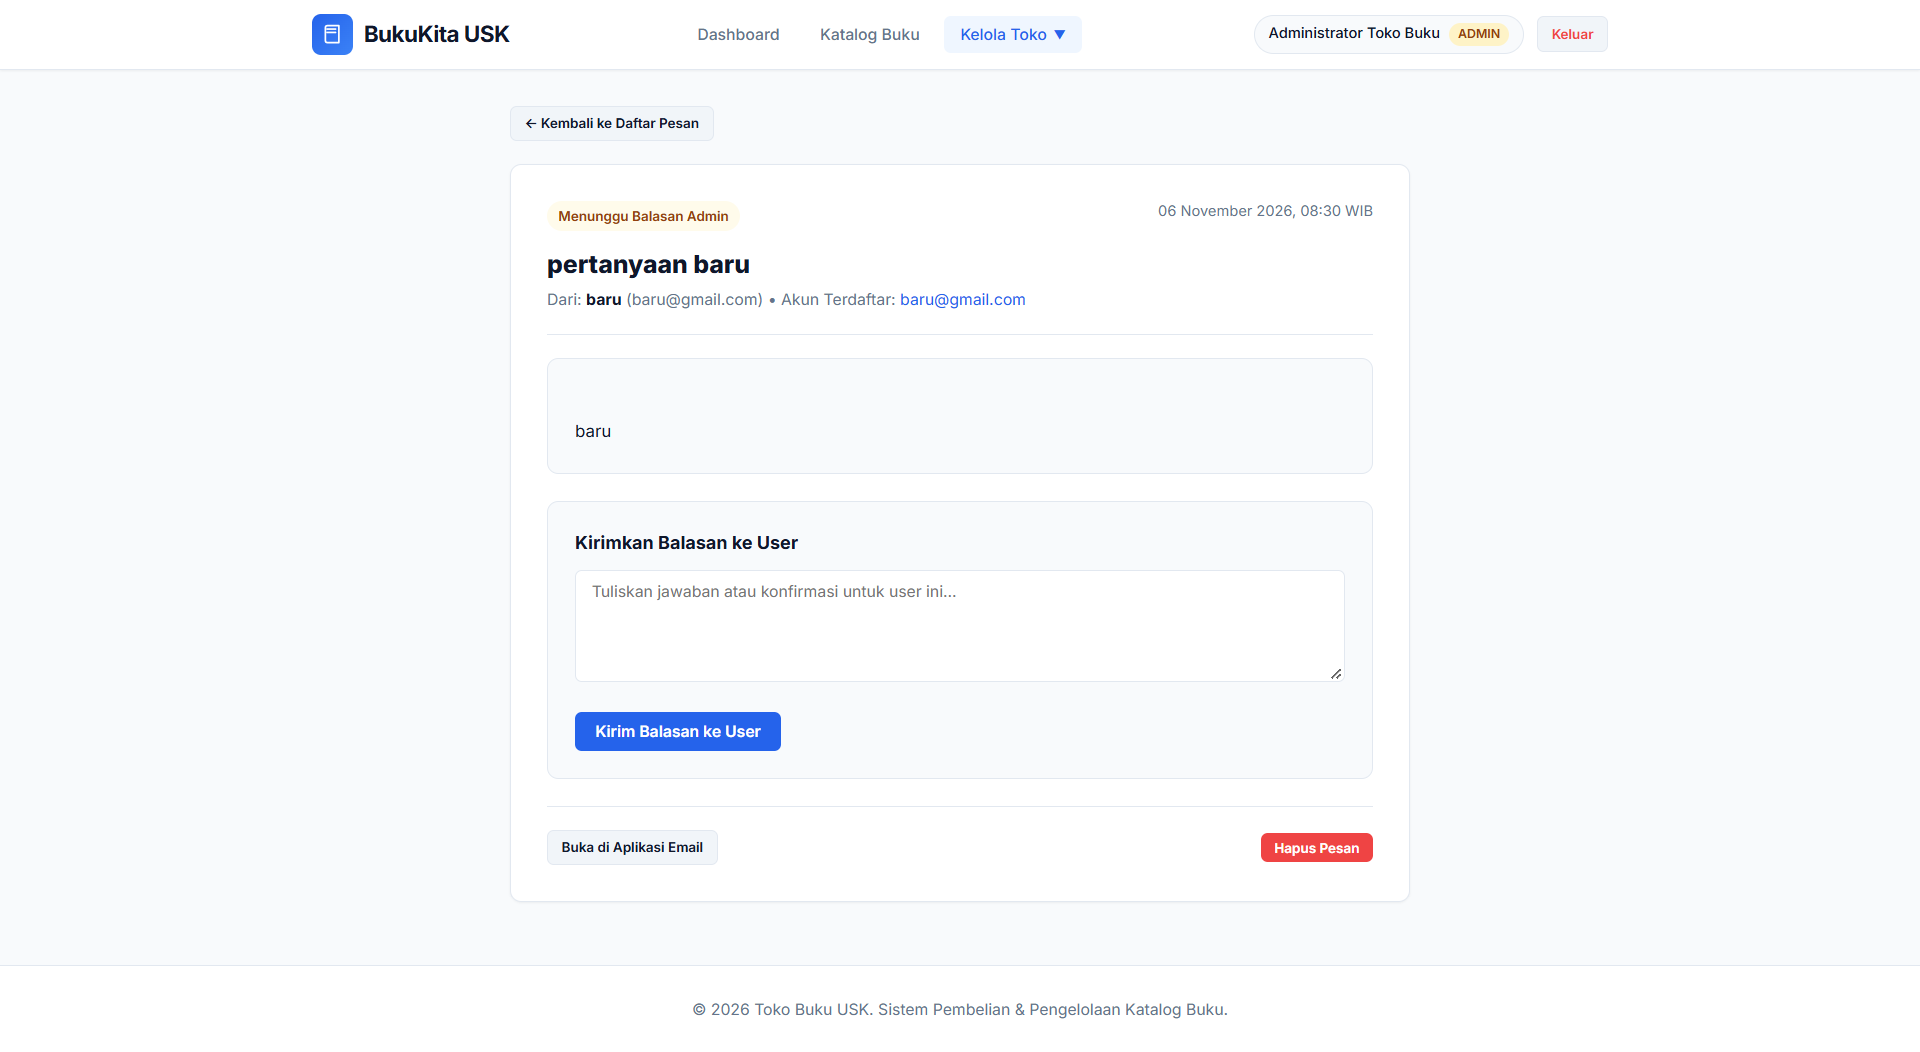 BukuKita USK
Dashboard
Katalog Buku
Kelola Toko ▼
Administrator Toko Buku ADMIN
Keluar
← Kembali ke Daftar Pesan
Menunggu Balasan Admin
06 November 2026, 08:30 WIB
pertanyaan baru
Dari: baru (baru@gmail.com) • Akun Terdaftar: baru@gmail.com
baru
Kirimkan Balasan ke User
Tuliskan jawaban atau konfirmasi untuk user ini...
Kirim Balasan ke User
Buka di Aplikasi Email
Hapus Pesan
© 2026 Toko Buku USK. Sistem Pembelian & Pengelolaan Katalog Buku.